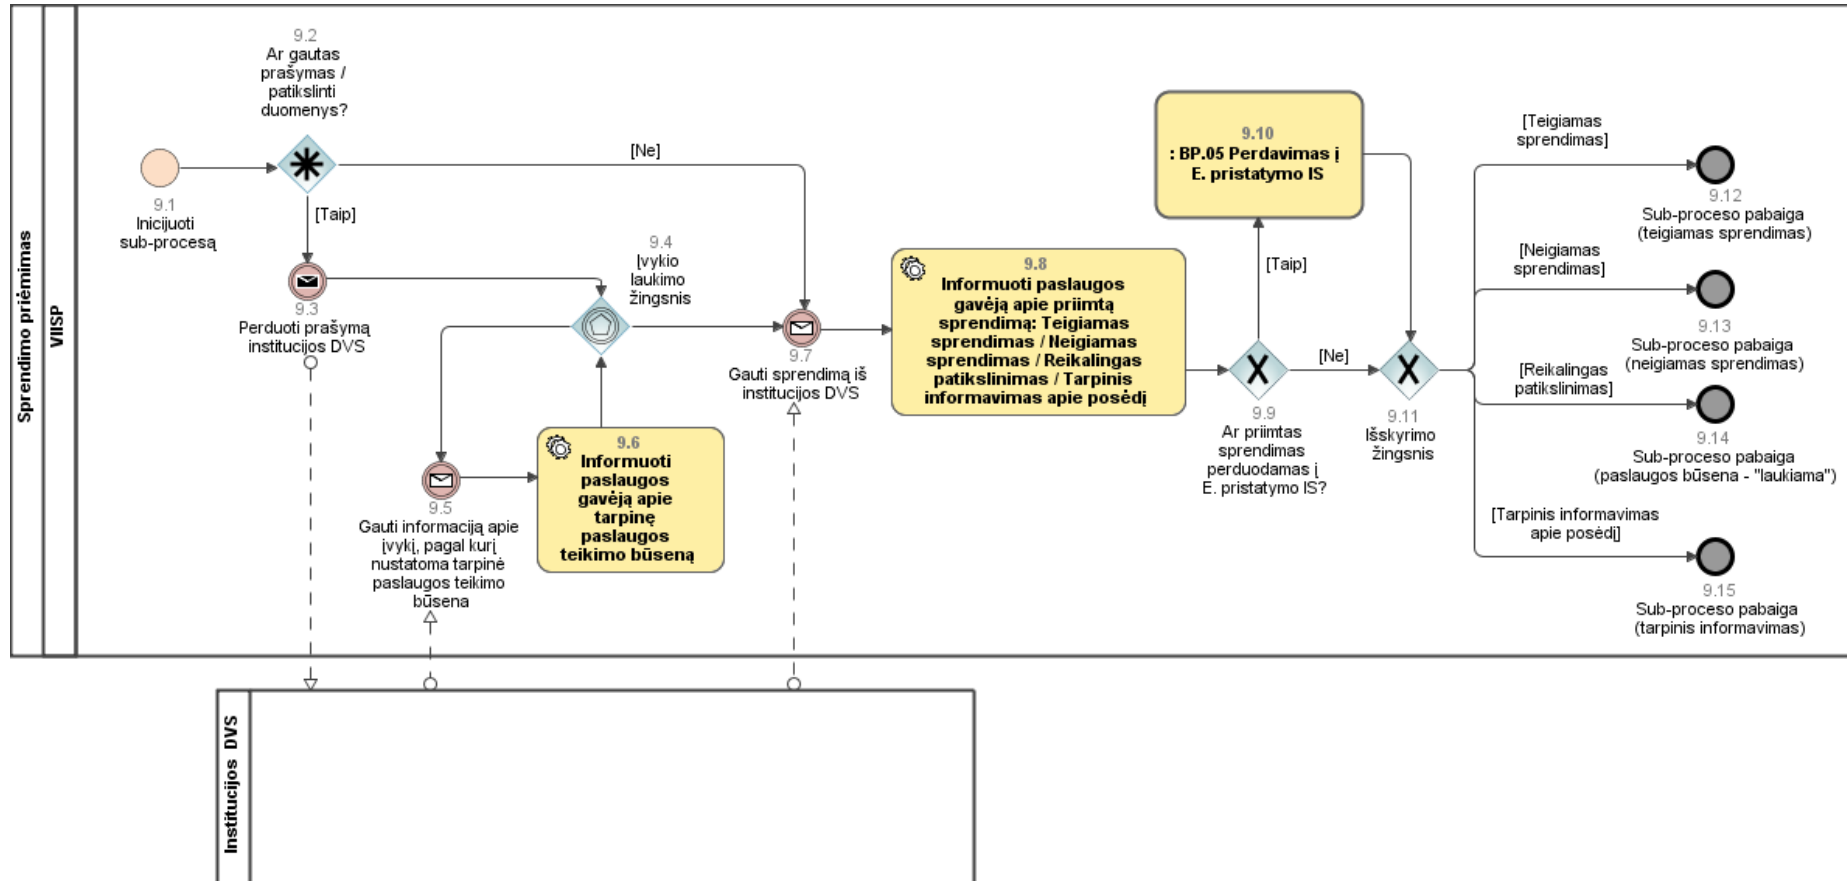 Sprendimo priėmimas
VIISP
9.1
Inicijuoti
sub-procesą
9.2
Ar gautas
prašymas /
patikslinti
duomenys?
[Ne]
[Taip]
9.3
Perduoti prašymą
institucijos DVS
9.4
Įvykio
laukimo
žingsnis
9.5
Gauti informaciją apie
įvykį, pagal kurį
nustatoma tarpinė
paslaugos teikimo
būsena
9.6
Informuoti
paslaugos
gavėją apie
tarpinę
paslaugos
teikimo būseną
9.7
Gauti sprendimą iš
institucijos DVS
9.8
Informuoti paslaugos
gavėją apie priimtą
sprendimą: Teigiamas
sprendimas / Neigiamas
sprendimas / Reikalingas
patikslinimas / Tarpinis
informavimas apie posėdį
9.9
Ar priimtas
sprendimas
perduodamas į
E. pristatymo IS?
[Taip]
[Ne]
9.10
: BP.05 Perdavimas į
E. pristatymo IS
9.11
Išskyrimo
žingsnis
[Teigiamas
sprendimas]
9.12
Sub-proceso pabaiga
(teigiamas sprendimas)
[Neigiamas
sprendimas]
9.13
Sub-proceso pabaiga
(neigiamas sprendimas)
[Reikalingas
patikslinimas]
9.14
Sub-proceso pabaiga
(paslaugos būsena - "laukiama")
[Tarpinis informavimas
apie posėdį]
9.15
Sub-proceso pabaiga
(tarpinis informavimas)
Institucijos DVS